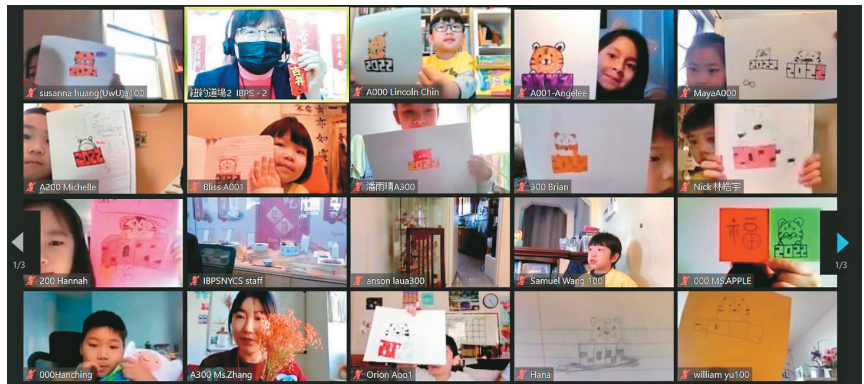 susanna huang(UwU)a100
紐約道場2 IBPS - 2
A000 Lincoln Chin
2022
A001-Angelee
MayaA000
2022
2022
A200 Michelle
Bliss A001
2022
潘雨晴A300
2022
300 Brian
Nick 林皓宇
200 Hannah
IBPSNYCS staff
anson laua300
Samuel Wang 100
福
2022
000 MS.APPLE
1/3
1/3
000Hanching
A300 Ms.Zhang
Orion Aoo1
Hana
william yu100